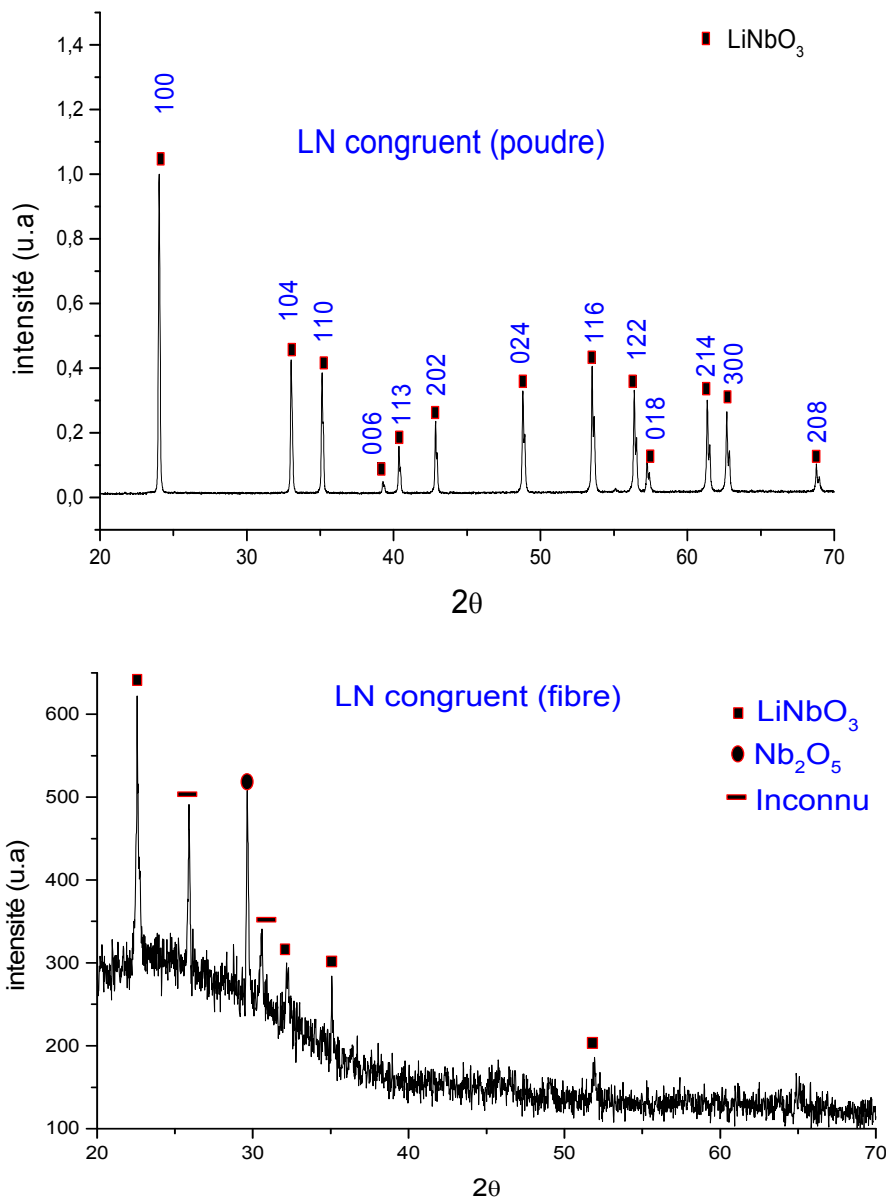 LiNbO3
LN congruent (poudre)
intensité (u.a)
1,4
1,2
1,0
0,8
0,6
0,4
0,2
0,0
100
104
110
006
113
202
024
116
122
018
214
300
208
20 30 40 50 60 70
2θ
LN congruent (fibre)
LiNbO3
Nb2O5
Inconnu
intensité (u.a)
600
500
400
300
200
100
20 30 40 50 60 70
2θ